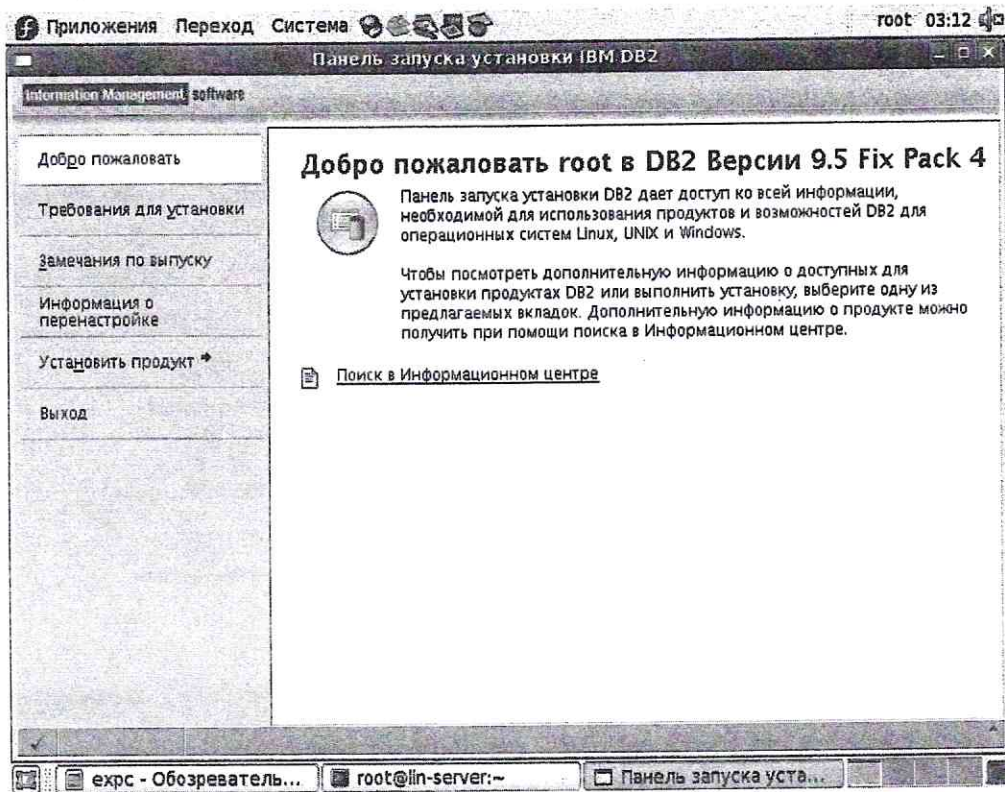 Приложения Переход Система
root 03:12
Панель запуска установки IBM DB2
Information Management software
Добро пожаловать
Требования для установки
Замечания по выпуску
Информация о
перенастройке
Установить продукт
Выход
Добро пожаловать root в DB2 Версии 9.5 Fix Pack 4
Панель запуска установки DB2 дает доступ ко всей информации,
необходимой для использования продуктов и возможностей DB2 для
операционных систем Linux, UNIX и Windows.
Чтобы посмотреть дополнительную информацию о доступных для
установки продуктах DB2 или выполнить установку, выберите одну из
предлагаемых вкладок. Дополнительную информацию о продукте можно
получить при помощи поиска в Информационном центре.
Поиск в Информационном центре
expc - Обозреватель...
root@lin-server:~
Панель запуска уста...